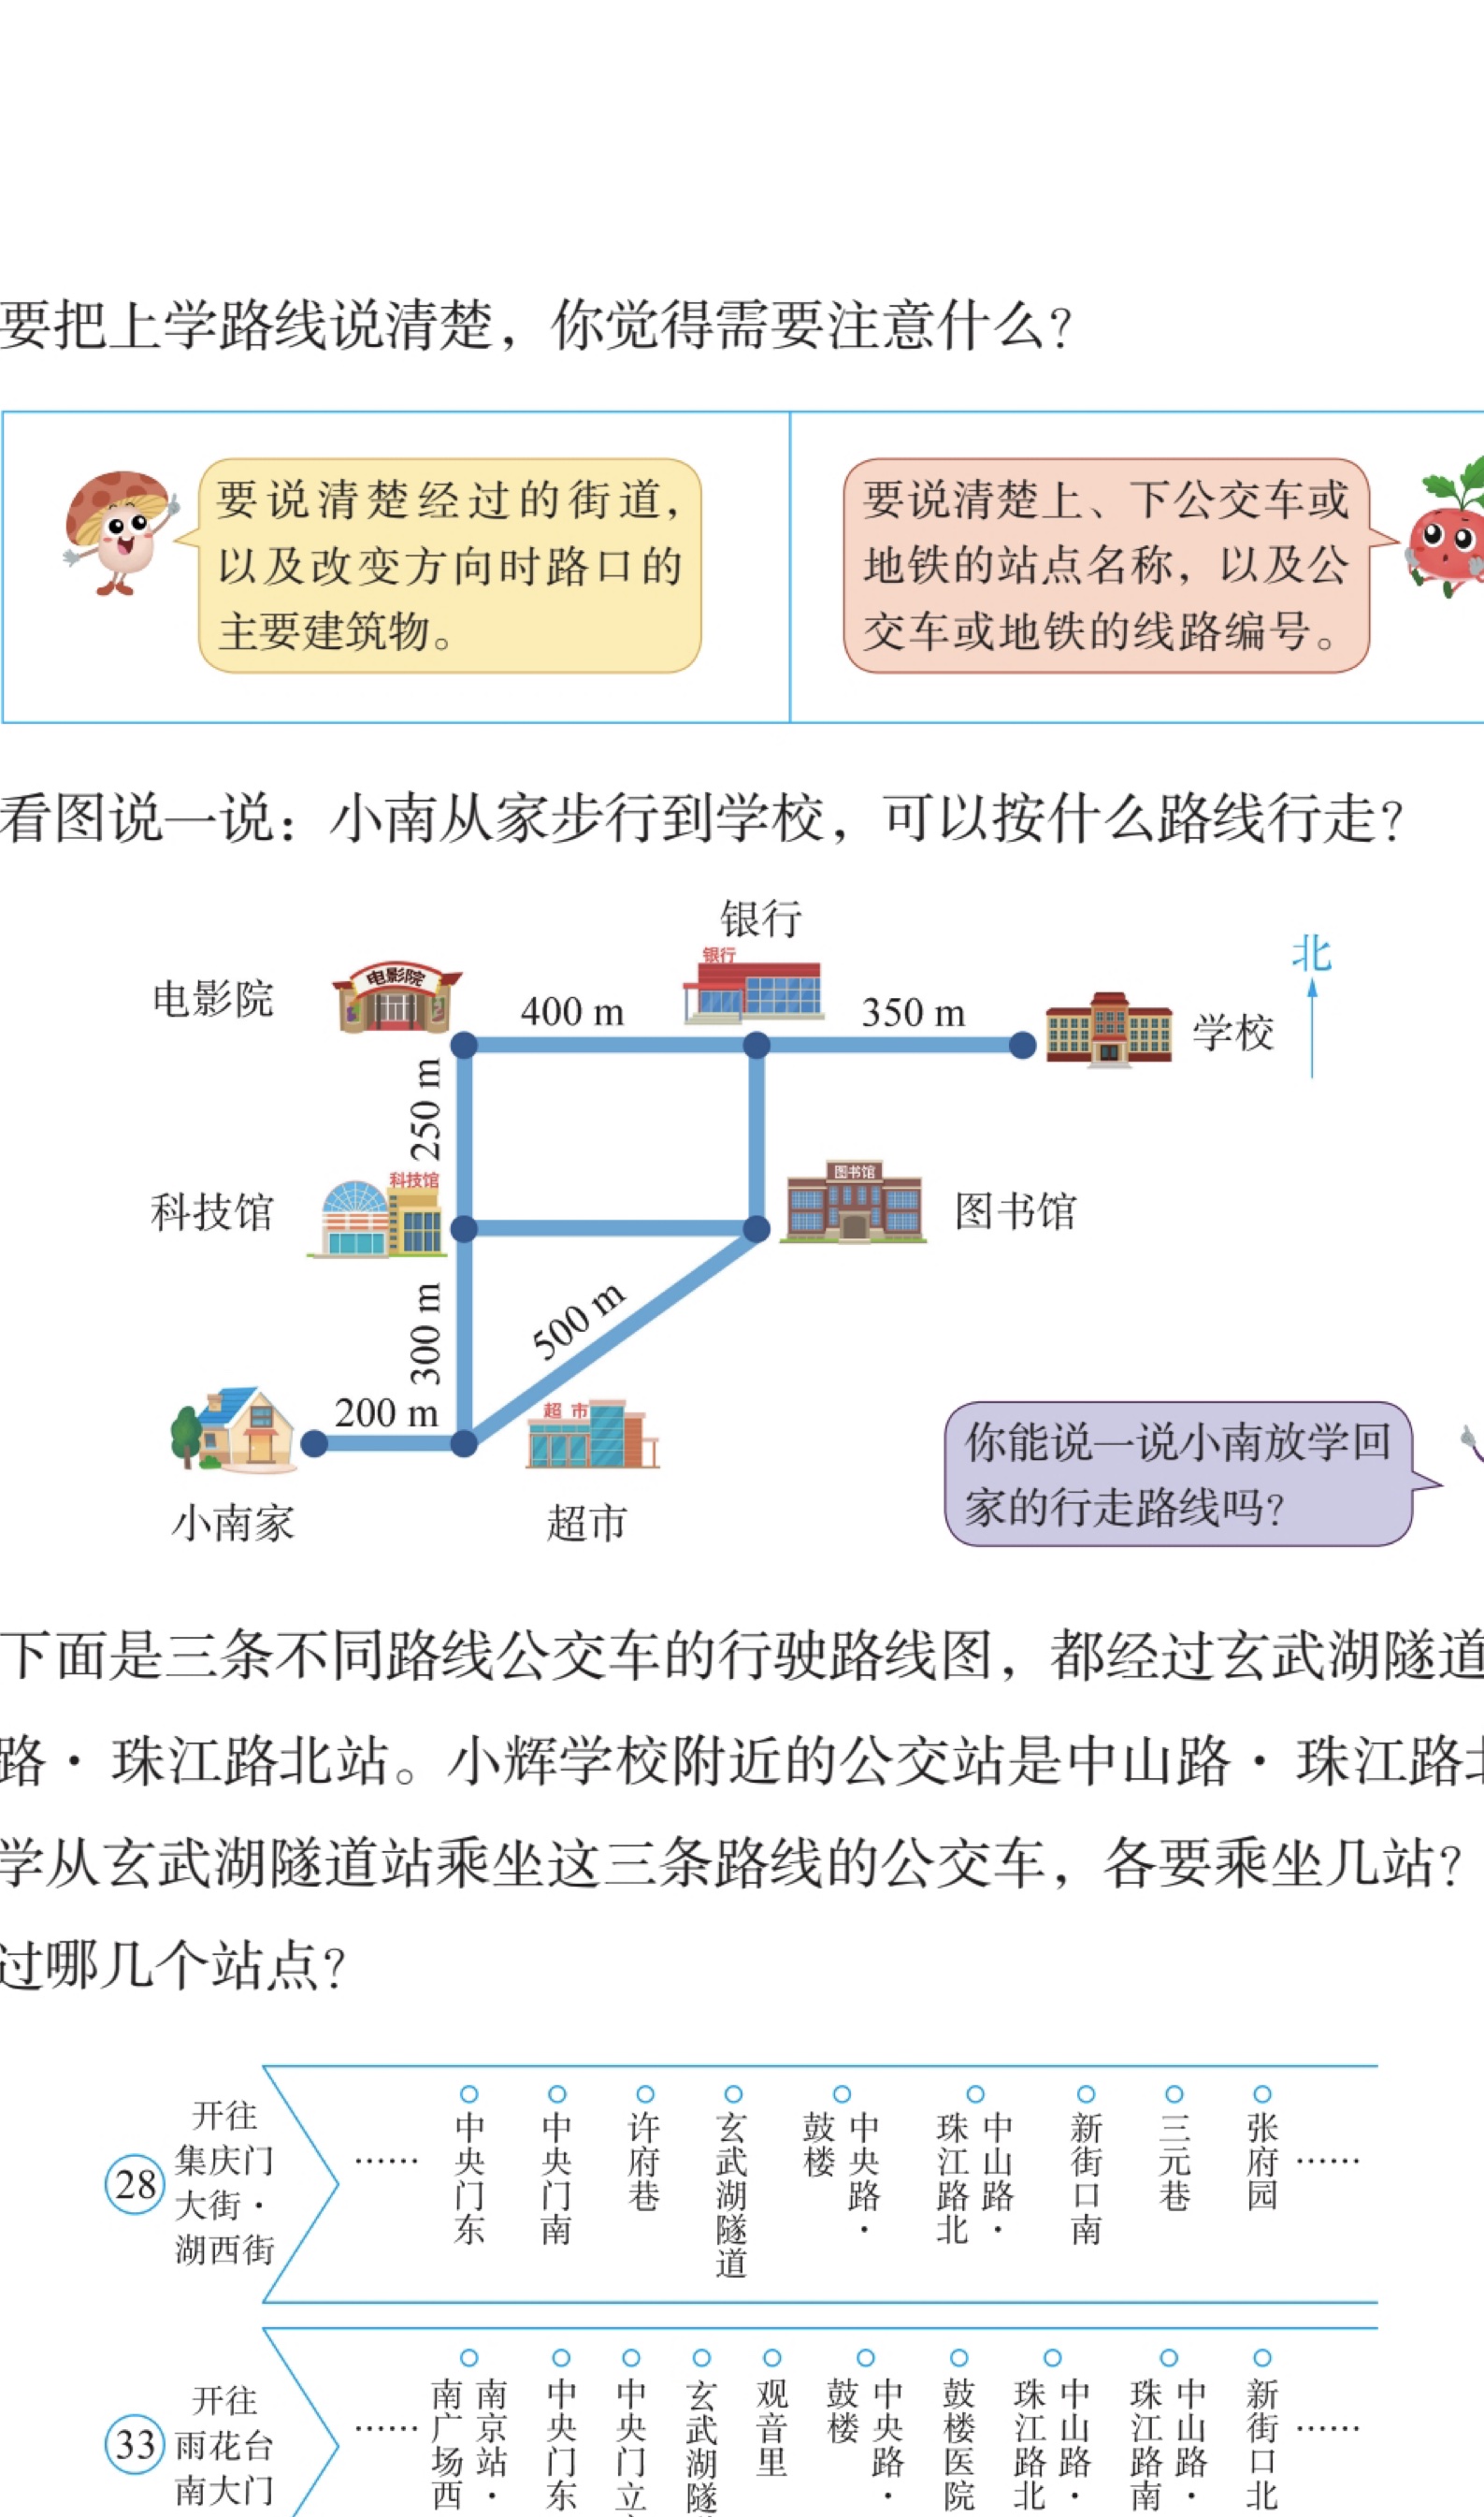 要把上学路线说清楚，你觉得需要注意什么？
要说清楚经过的街道，
以及改变方向时路口的
主要建筑物。
要说清楚上、下公交车或
地铁的站点名称，以及公
交车或地铁的线路编号。
看图说一说：小南从家步行到学校，可以按什么路线行走？
银行
银行
北
电影院
电影院
400 m
350 m
学校
250 m
科技馆
科技馆
图书馆
图书馆
300 m
500 m
200 m
超 市
小南家
超市
你能说一说小南放学回
家的行走路线吗？
下面是三条不同路线公交车的行驶路线图，都经过玄武湖隧道
路·珠江路北站。小辉学校附近的公交站是中山路·珠江路北
学从玄武湖隧道站乘坐这三条路线的公交车，各要乘坐几站？
过哪几个站点？
28
开往
集庆门
大街·
湖西街
……
中央门东
中央门南
许府巷
玄武湖隧道
中央路·
鼓楼
中山路·
珠江路北
新街口南
三元巷
张府园
……
33
开往
雨花台
南大门
……
南京站·
南广场西
中央门东
中央门立
玄武湖隧
观音里
中央路·
鼓楼
鼓楼医院
中山路·
珠江路北
中山路·
珠江路南
新街口北
……